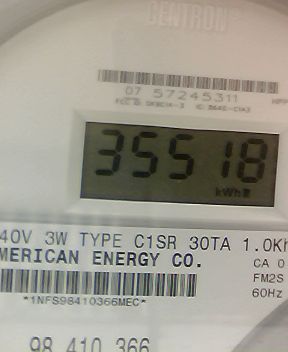 CENTRON
07 57245311
35518
kWh
40V 3W TYPE C1SR 30TA 1.0Kh
MERICAN ENERGY CO.
CA 0
FM2S
60Hz
*1NFS98410366MEC*
98 410 366